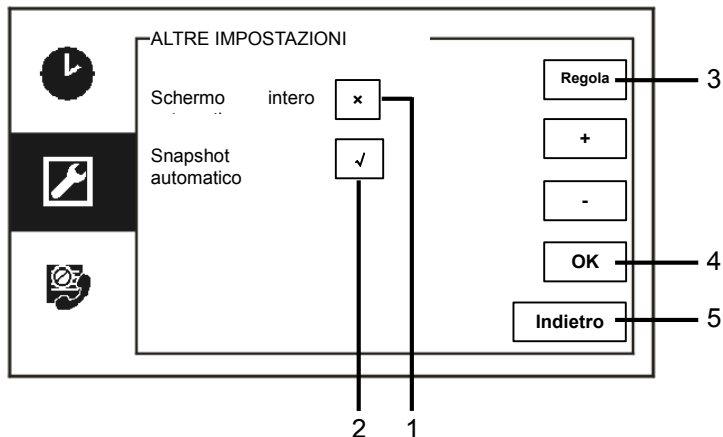 ALTRE IMPOSTAZIONI
Schermo intero
×
Snapshot
automatico
√
Regola
+
-
OK
Indietro
3
4
5
2
1